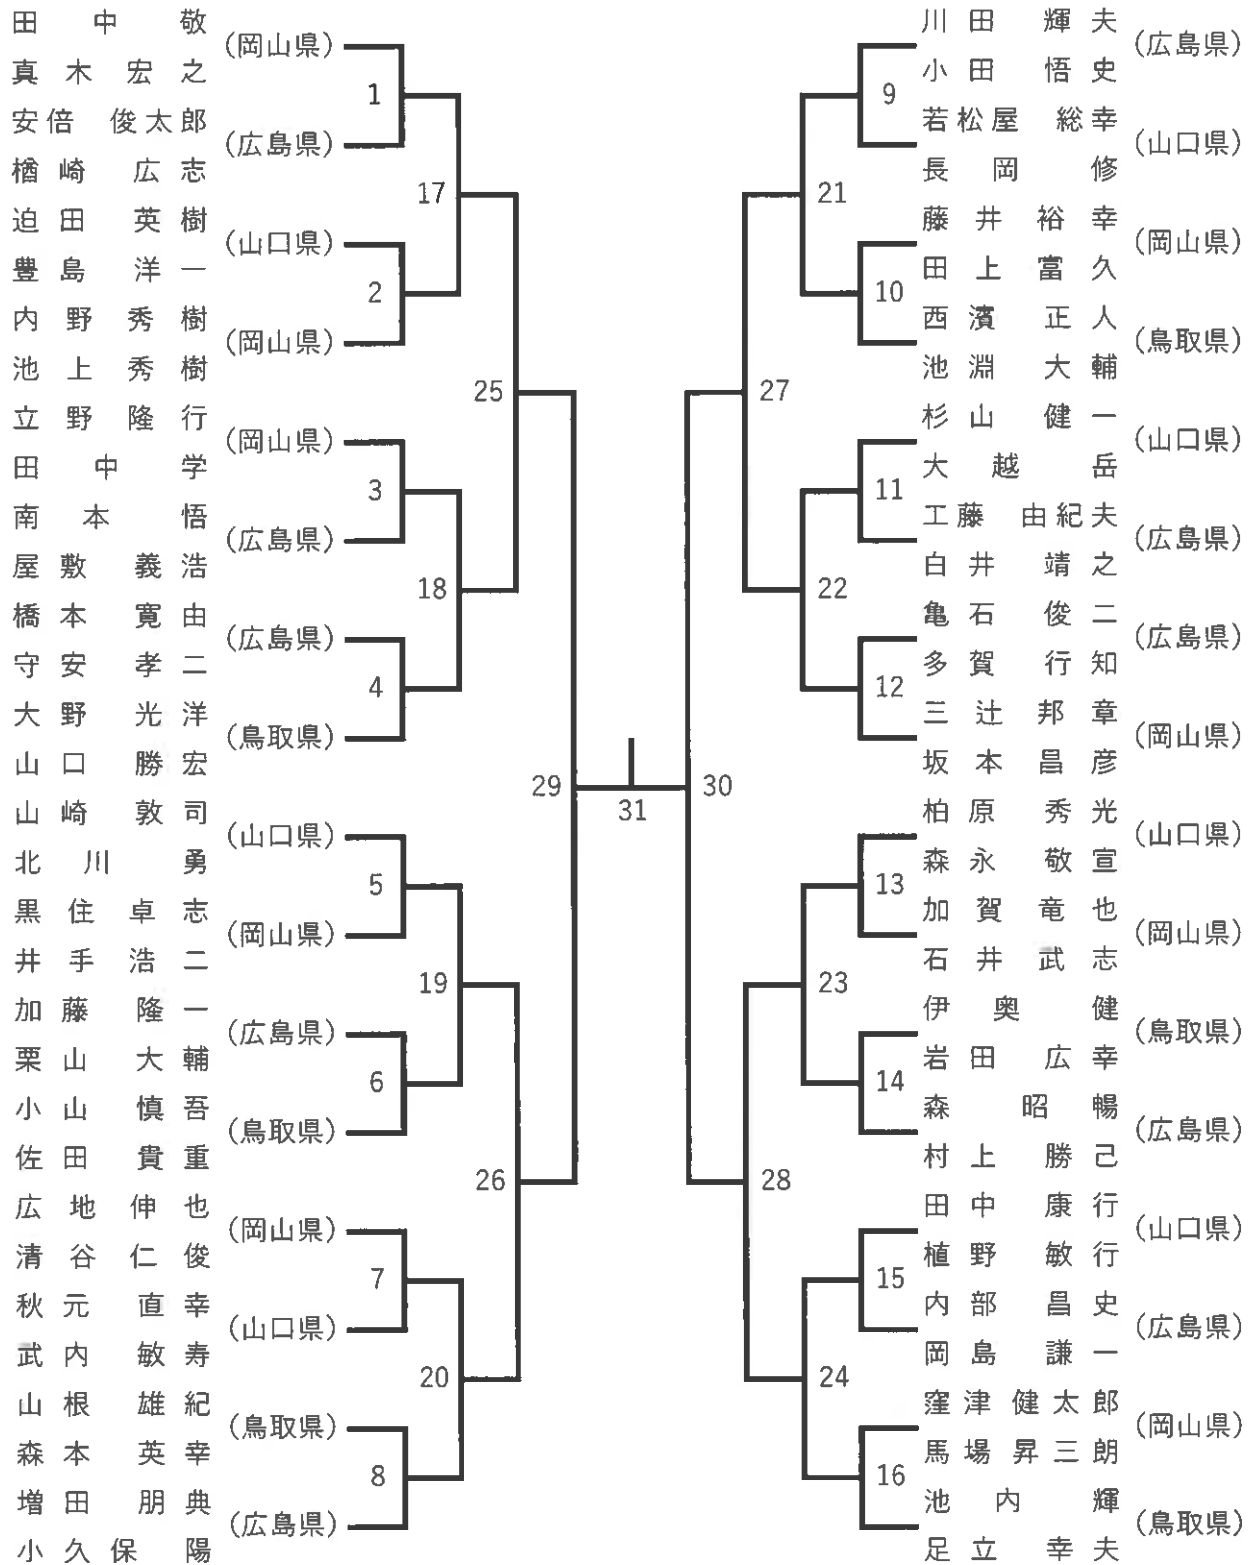 田中 敬
(岡山県)
真木宏之
1
安倍 俊太郎
(広島県)
楢崎 広志
17
迫田 英樹
(山口県)
豊島 洋一
2
内野秀樹
(岡山県)
池上秀樹
25
立野隆行
(岡山県)
田中 学
3
南本 悟
(広島県)
屋敷義浩
18
橋本寛由
(広島県)
守安孝二
4
大野光洋
(鳥取県)
山口勝宏
29
山崎敦司
(山口県)
北川 勇
5
黒住卓志
(岡山県)
井手浩二
19
加藤隆一
(広島県)
栗山大輔
6
小山慎吾
(鳥取県)
佐田貴重
26
広地伸也
(岡山県)
清谷仁俊
7
秋元直幸
(山口県)
武内敏寿
20
山根雄紀
(鳥取県)
森本英幸
8
増田朋典
(広島県)
小久保 陽
31
川田輝夫
(広島県)
小田悟史
9
若松屋 総幸
(山口県)
長岡 修
21
藤井裕幸
(岡山県)
田上富久
10
西濱正人
(鳥取県)
池淵大輔
27
杉山健一
(山口県)
大越 岳
11
工藤 由紀夫
(広島県)
白井靖之
22
亀石俊二
(広島県)
多賀行知
12
三辻邦章
(岡山県)
坂本昌彦
30
柏原秀光
(山口県)
森永敬宣
13
加賀竜也
(岡山県)
石井武志
23
伊奥 健
(鳥取県)
岩田広幸
14
森 昭暢
(広島県)
村上勝己
28
田中康行
(山口県)
植野敏行
15
内部昌史
(広島県)
岡島謙一
24
窪津健太郎
(岡山県)
馬場昇三朗
16
池内 輝
(鳥取県)
足立幸夫